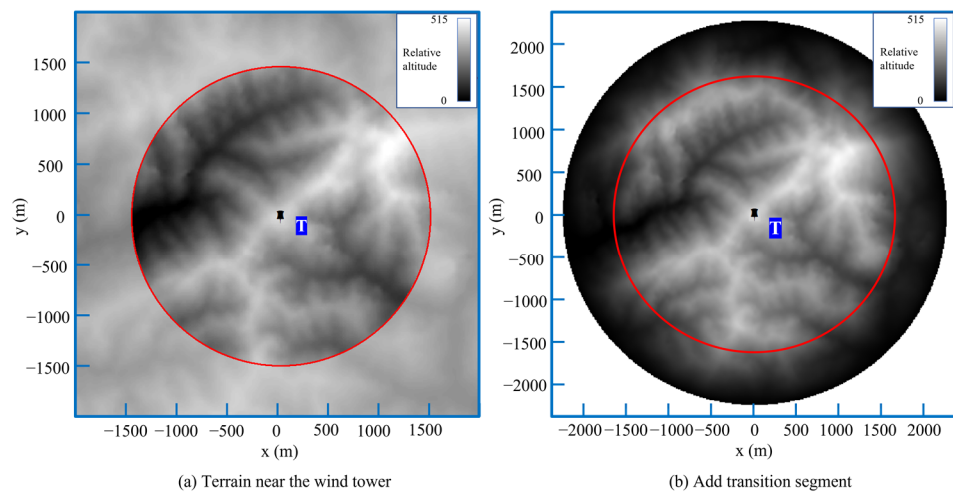 515
Relative
altitude
0
1500
1000
500
0
−500
−1000
−1500
y (m)
T
−1500 −1000 −500 0 500 1000 1500
x (m)
(a) Terrain near the wind tower
515
Relative
altitude
0
2000
1500
1000
500
0
−500
−1000
−1500
−2000
y (m)
T
−2000 −1500 −1000 −500 0 500 1000 1500 2000
x (m)
(b) Add transition segment